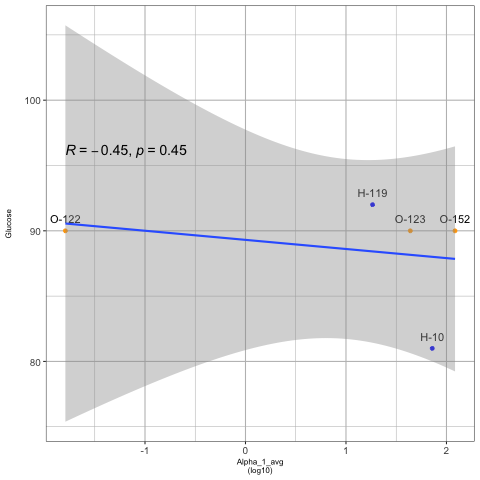 100
R = −0.45, p = 0.45
H-119
O-122
O-123
O-152
90
Glucose
H-10
80
-1
0
1
2
Alpha_1_avg
(log10)